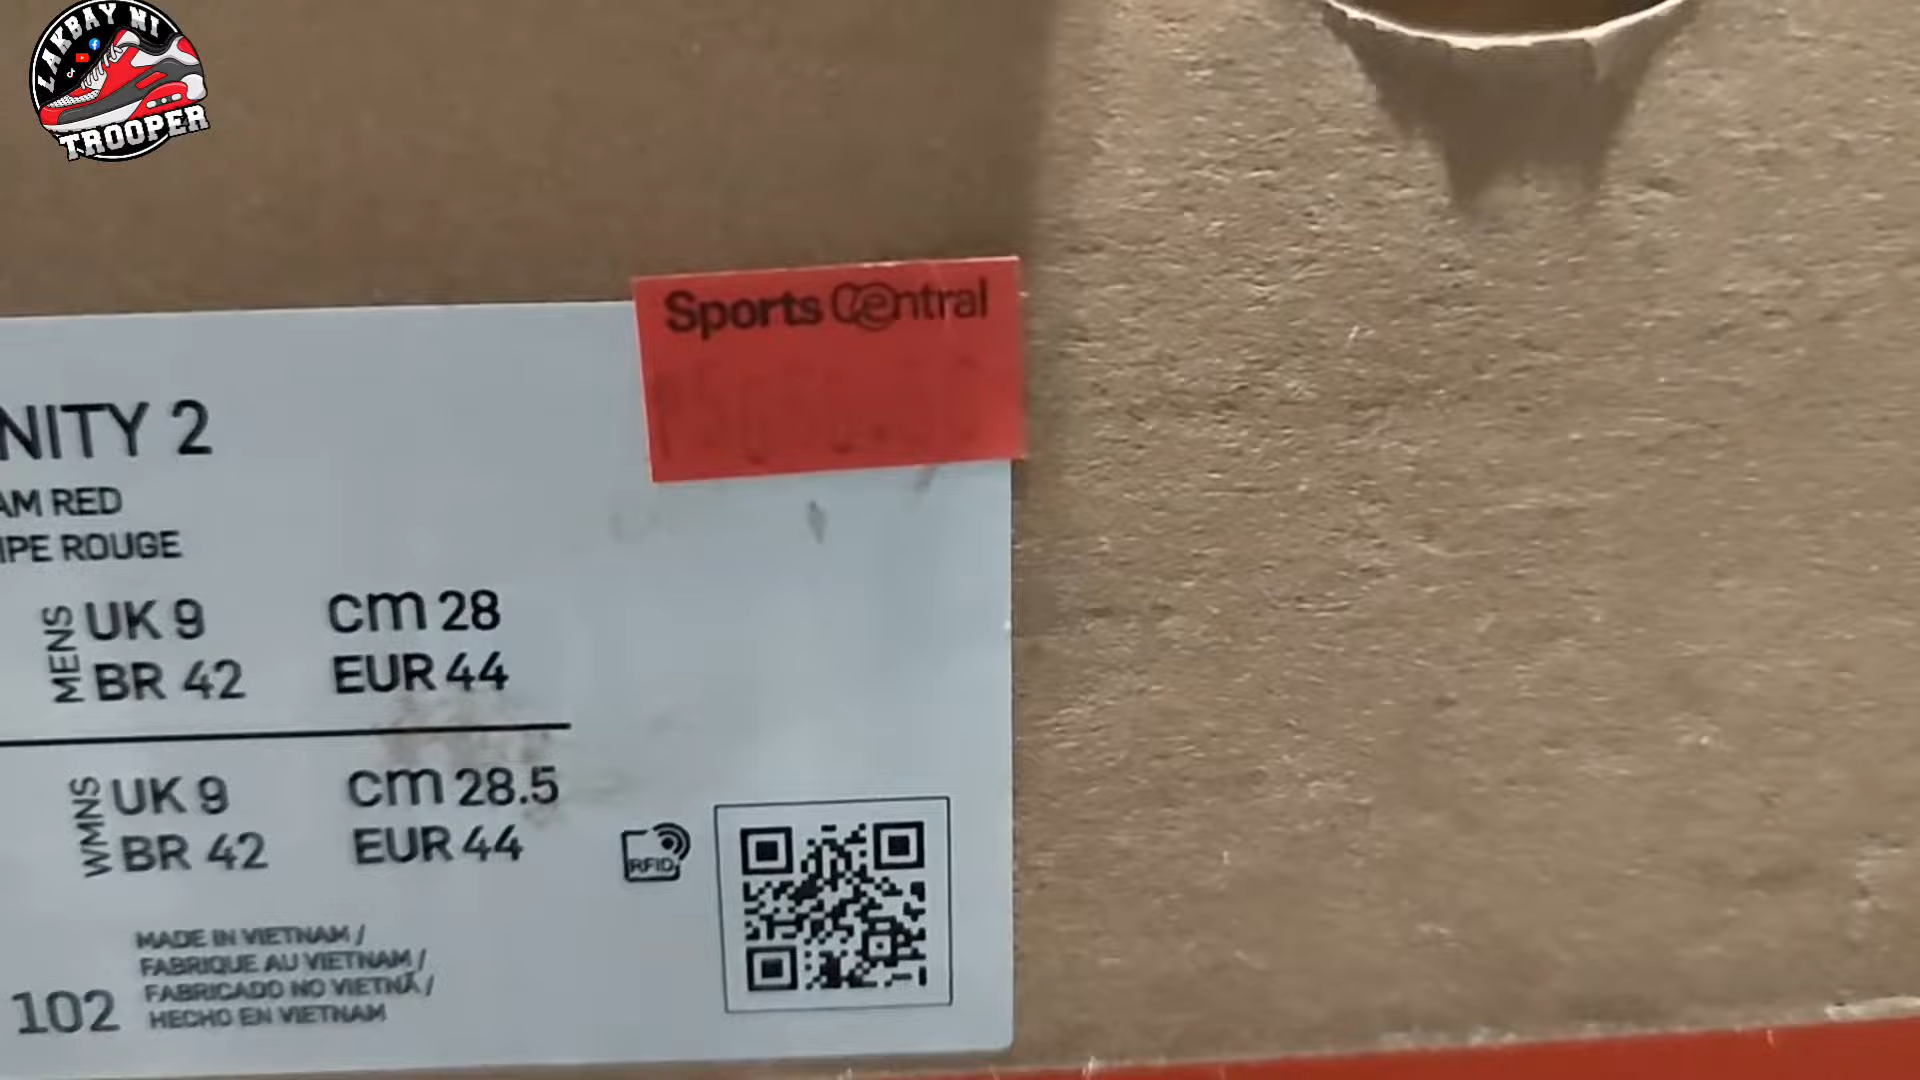 LAKBAY NI
TROOPER
Sports Central
NITY 2
AM RED
IPE ROUGE
MENS
UK 9 cm 28
BR 42 EUR 44
WMNS
UK 9 cm 28.5
BR 42 EUR 44
RFID
MADE IN VIETNAM /
FABRIQUE AU VIETNAM /
FABRICADO NO VIETNÃ /
102 HECHO EN VIETNAM